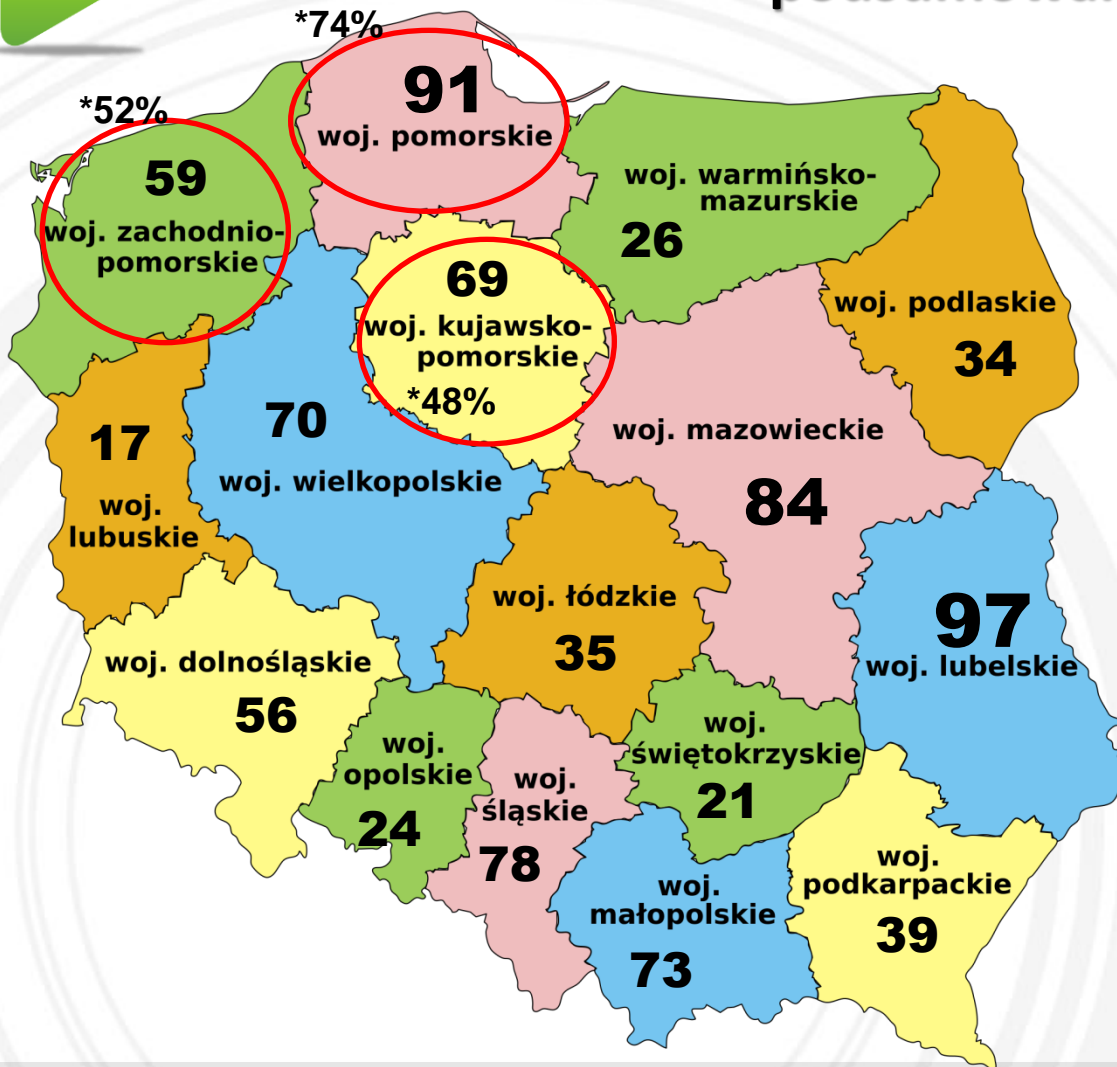 *74%
91
woj. pomorskie
*52%
59
woj. zachodnio-
pomorskie
woj. warmińsko-
mazurskie
26
69
woj. kujawsko-
pomorskie
*48%
woj. podlaskie
34
17
woj.
lubuskie
70
woj. wielkopolskie
woj. mazowieckie
84
woj. łódzkie
35
97
woj. lubelskie
woj. dolnośląskie
56
woj.
opolskie
24
woj.
śląskie
78
woj.
świętokrzyskie
21
woj.
małopolskie
73
woj.
podkarpackie
39